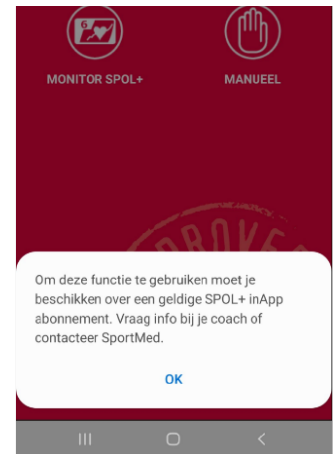 6
MONITOR SPOL+
MANUEEL
Om deze functie te gebruiken moet je
beschikken over een geldige SPOL+ inApp
abonnement. Vraag info bij je coach of
contacteer SportMed.
OK